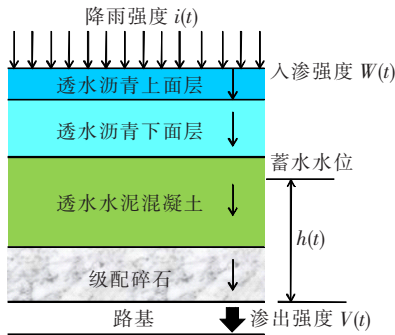 降雨强度 i(t)
入渗强度 W(t)
透水沥青上面层
透水沥青下面层
蓄水水位
透水水泥混凝土
h(t)
级配碎石
路基
渗出强度 V(t)